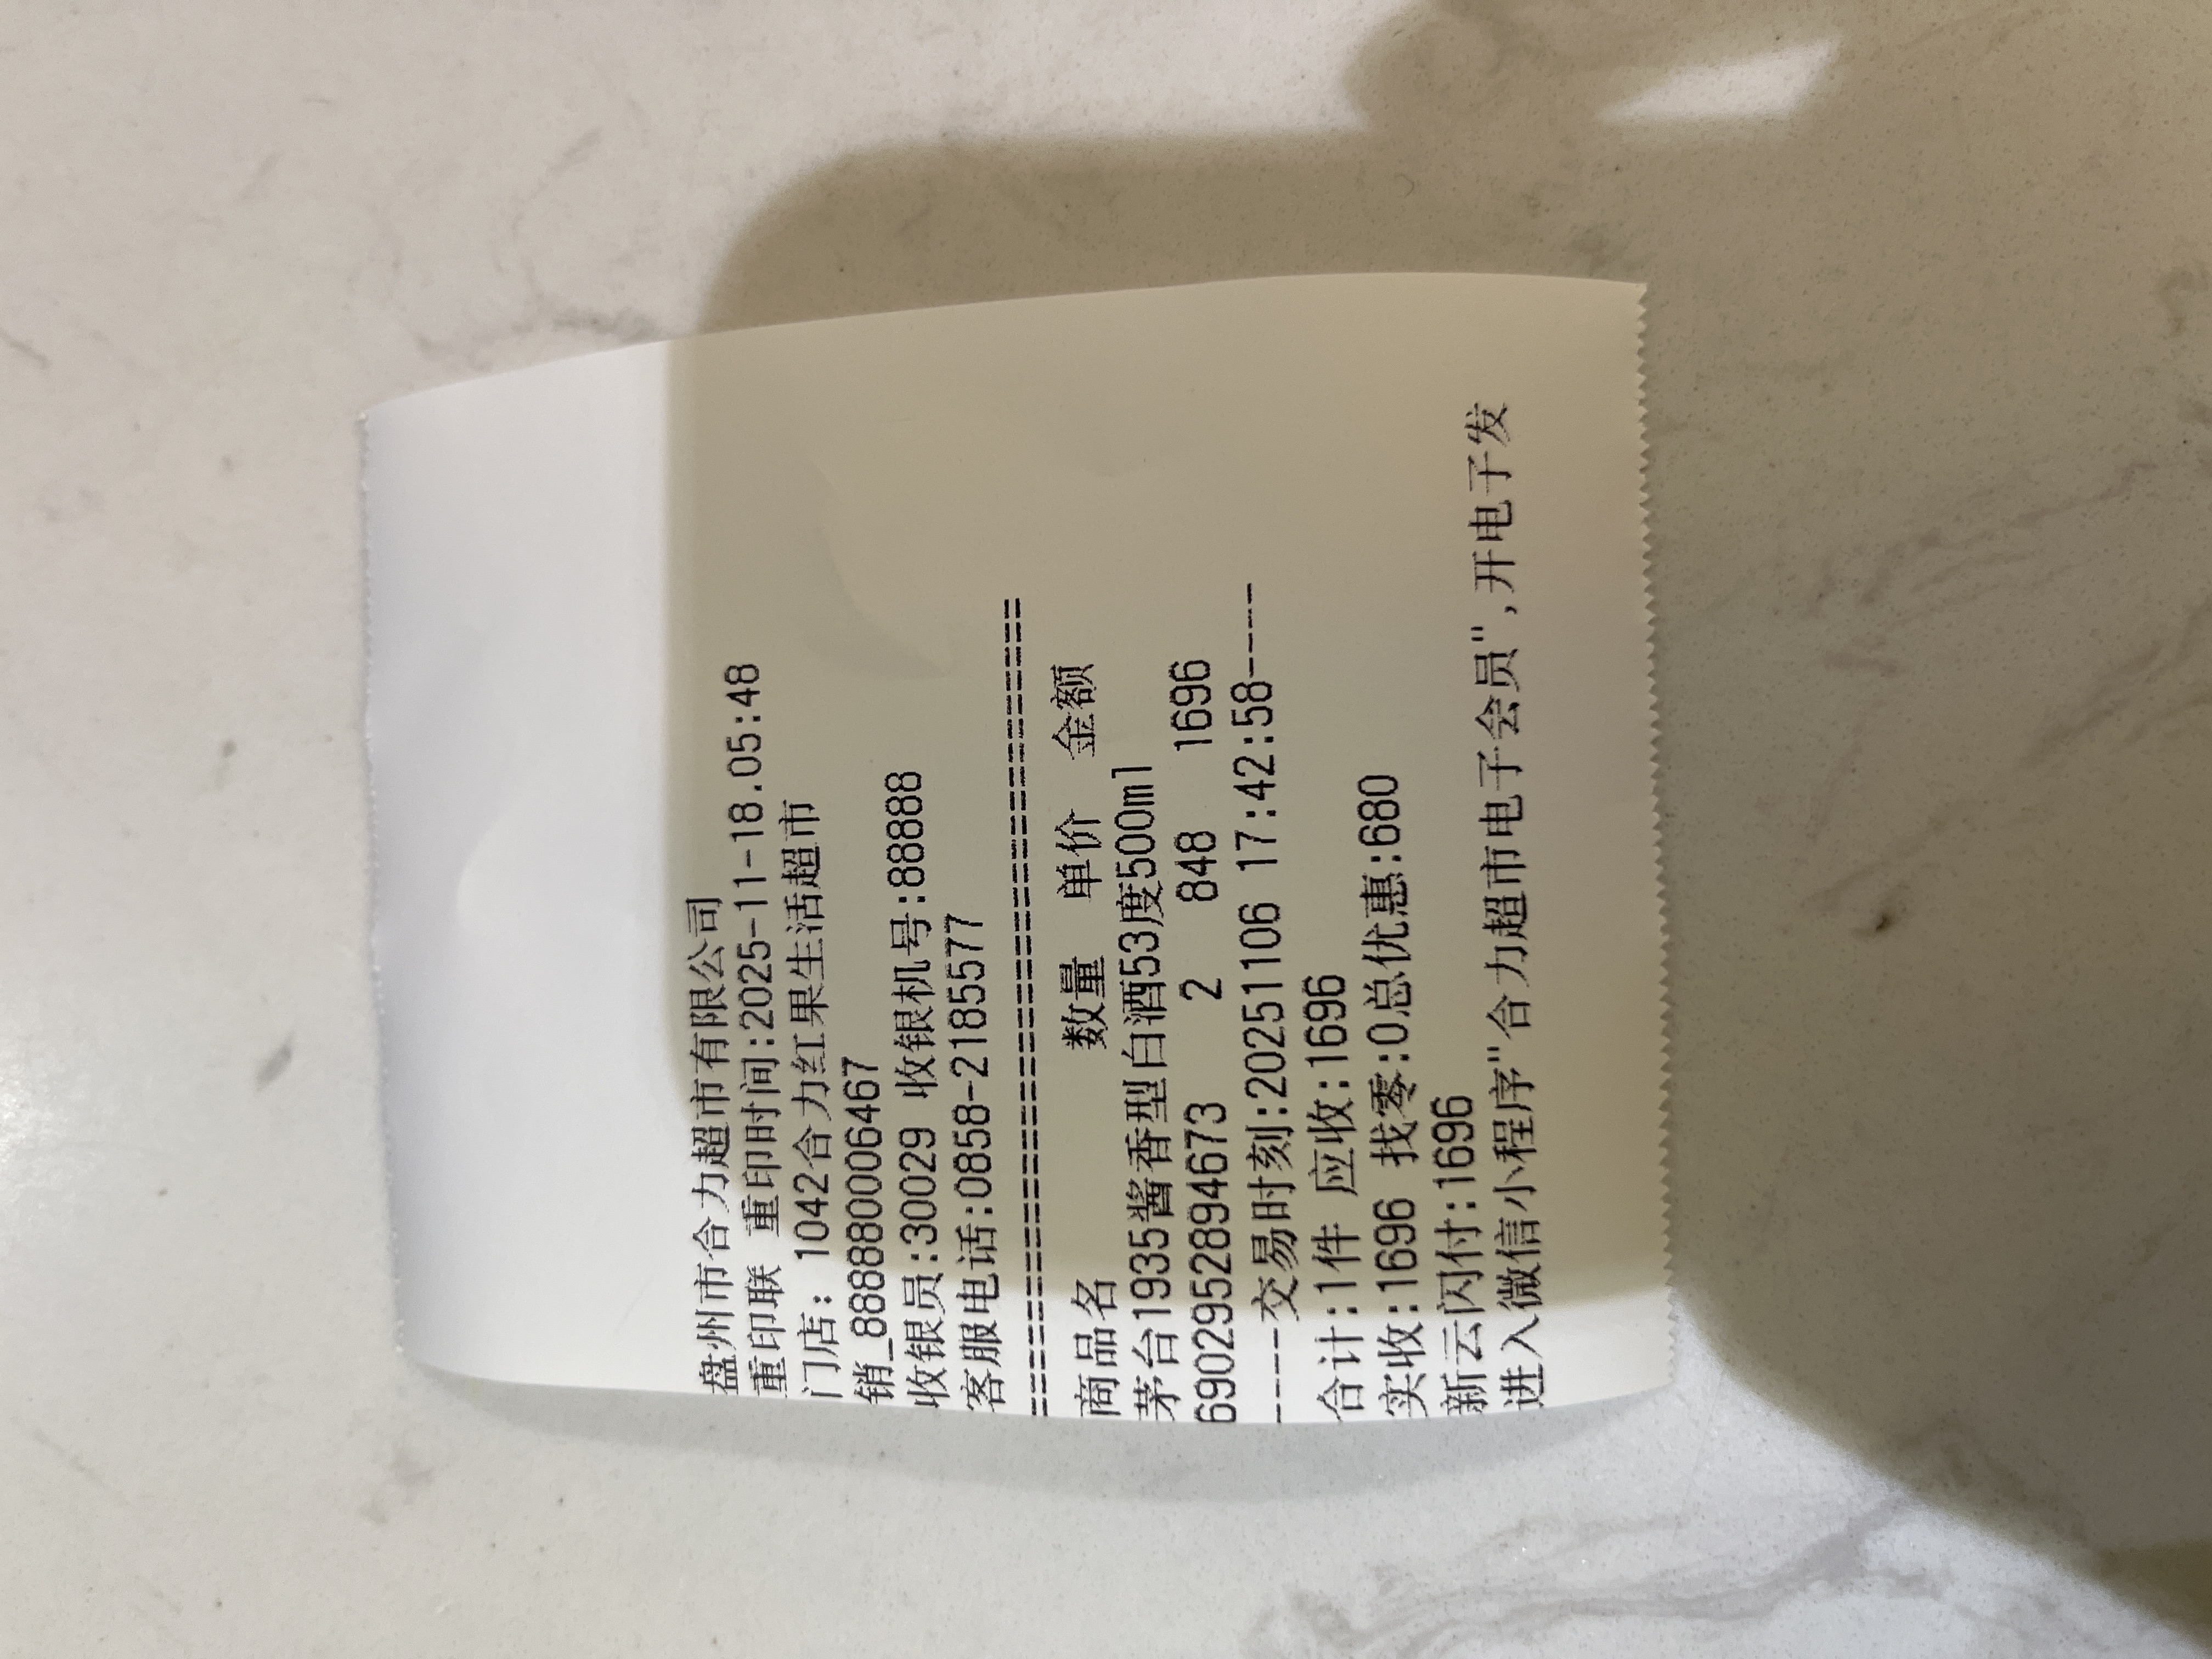 盘州市合力超市有限公司
重印联 重印时间:2025-11-18.05:48
门店: 1042合力红果生活超市
销_8888800006467
收银员:30029 收银机号:88888
客服电话:0858-2185577
================================
商品名 数量 单价 金额
茅台1935酱香型白酒53度500ml
6902952894673 2 848 1696
----交易时刻:20251106 17:42:58----
合计:1件 应收:1696
实收:1696 找零:0总优惠:680
新云闪付:1696
进入微信小程序"合力超市电子会员",开电子发